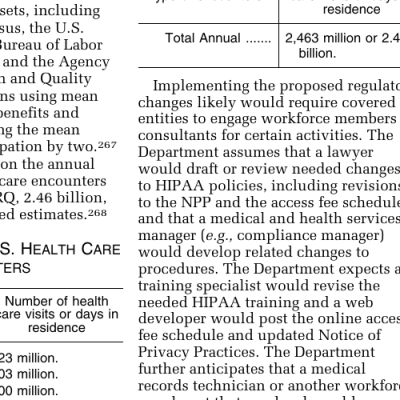 sets, including
sus, the U.S.
Bureau of Labor
and the Agency
h and Quality
ns using mean
benefits and
ng the mean
pation by two.²⁶⁷
on the annual
care encounters
RQ, 2.46 billion,
ed estimates.²⁶⁸
S. HEALTH CARE
TERS
Number of health
care visits or days in
residence
23 million.
03 million.
00 million.
residence
Total Annual .......
2,463 million or 2.4
billion.
Implementing the proposed regulato
changes likely would require covered
entities to engage workforce members
consultants for certain activities. The
Department assumes that a lawyer
would draft or review needed changes
to HIPAA policies, including revisions
to the NPP and the access fee schedule
and that a medical and health services
manager (e.g., compliance manager)
would develop related changes to
procedures. The Department expects a
training specialist would revise the
needed HIPAA training and a web
developer would post the online acces
fee schedule and updated Notice of
Privacy Practices. The Department
further anticipates that a medical
records technician or another workfor